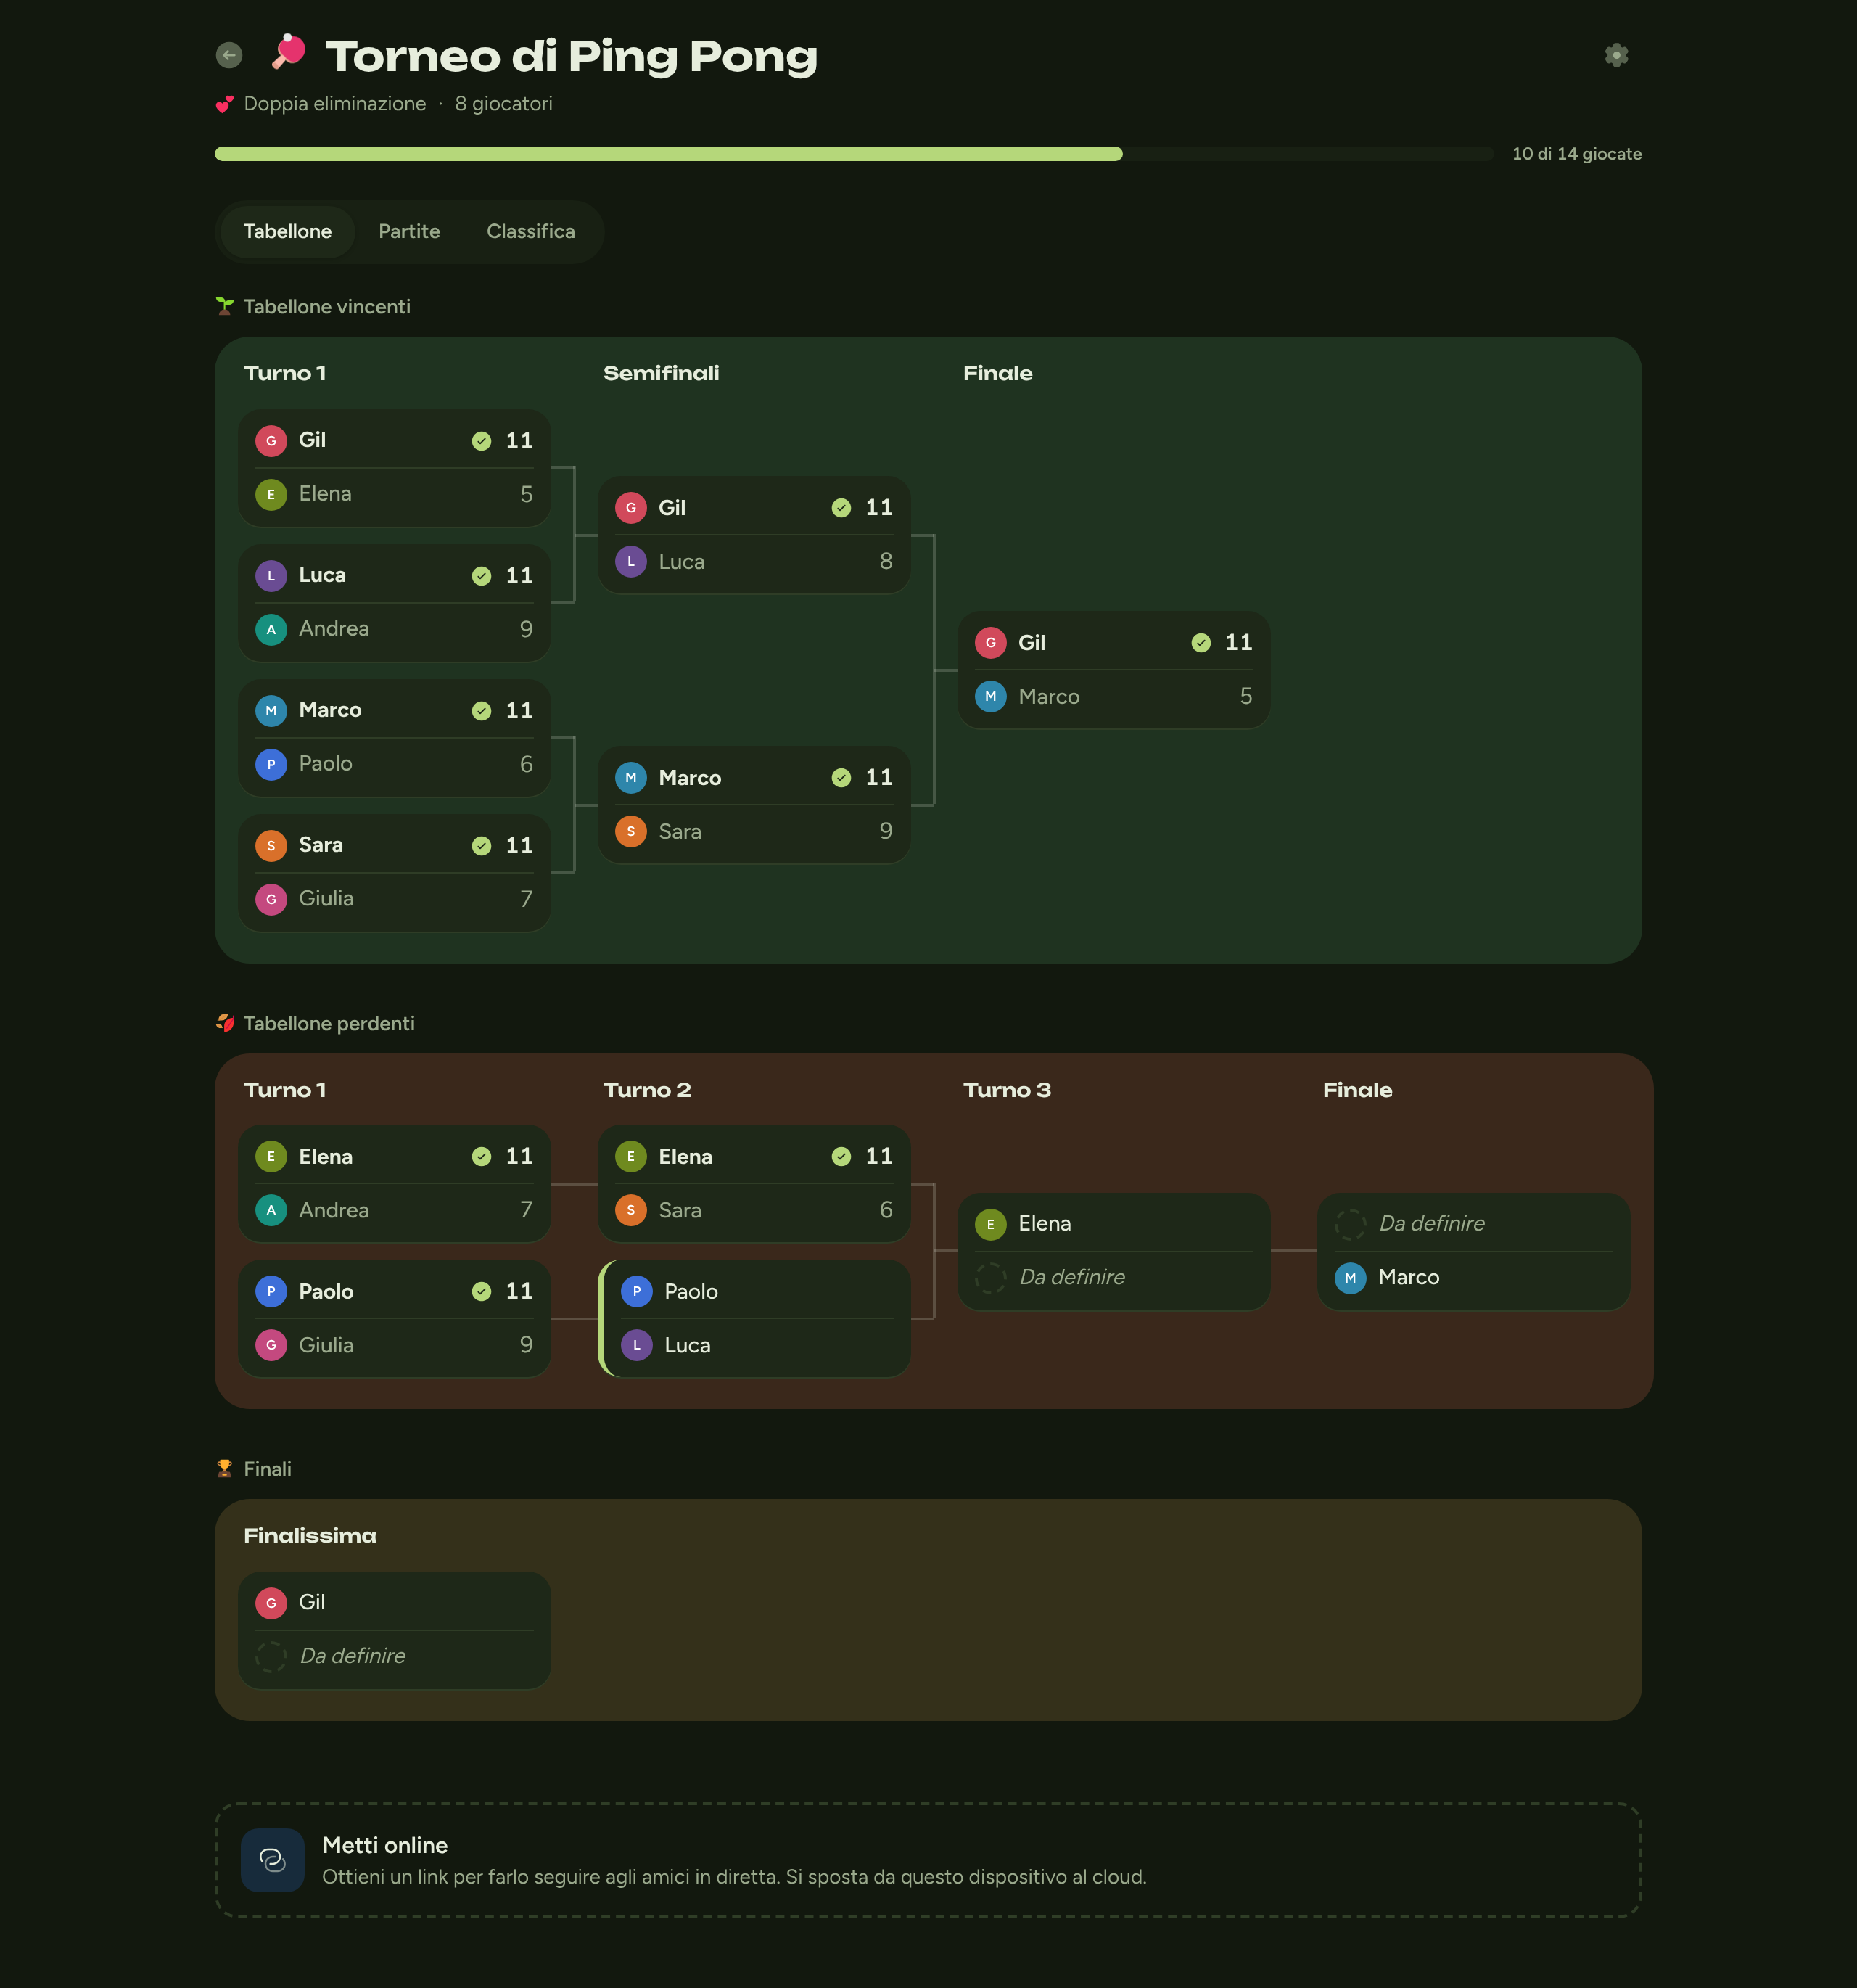 Torneo di Ping Pong
Doppia eliminazione · 8 giocatori
10 di 14 giocate
Tabellone Partite Classifica
Tabellone vincenti
Turno 1 Semifinali Finale
G Gil 11
E Elena 5
L Luca 11
A Andrea 9
M Marco 11
P Paolo 6
S Sara 11
G Giulia 7
G Gil 11
L Luca 8
M Marco 11
S Sara 9
G Gil 11
M Marco 5
Tabellone perdenti
Turno 1 Turno 2 Turno 3 Finale
E Elena 11
A Andrea 7
P Paolo 11
G Giulia 9
E Elena 11
S Sara 6
P Paolo
L Luca
E Elena
Da definire
Da definire
M Marco
Finali
Finalissima
G Gil
Da definire
Metti online
Ottieni un link per farlo seguire agli amici in diretta. Si sposta da questo dispositivo al cloud.